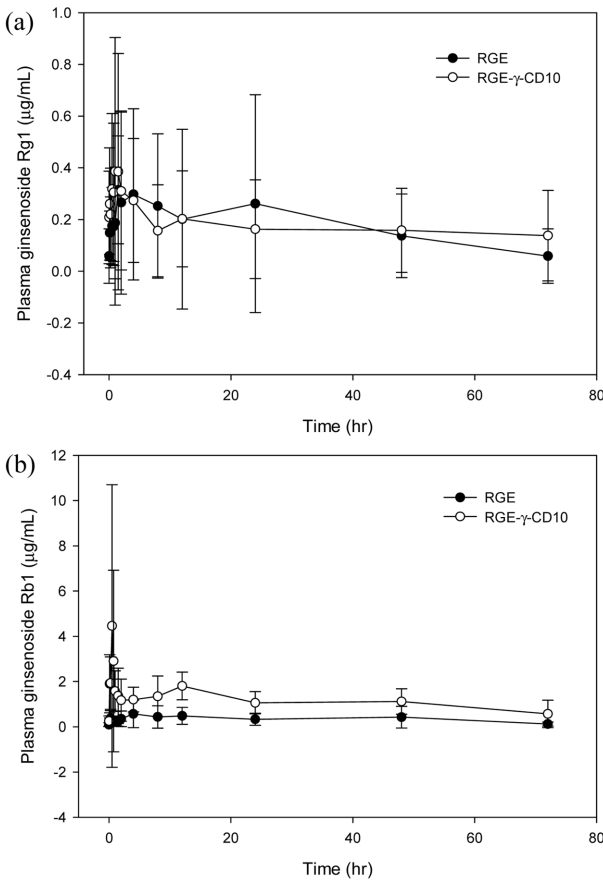 (a)
Plasma ginsenoside Rg1 (μg/mL)
1.0
0.8
0.6
0.4
0.2
0.0
-0.2
-0.4
RGE
RGE-γ-CD10
0 20 40 60 80
Time (hr)
(b)
Plasma ginsenoside Rb1 (μg/mL)
12
10
8
6
4
2
0
-2
-4
RGE
RGE-γ-CD10
0 20 40 60 80
Time (hr)